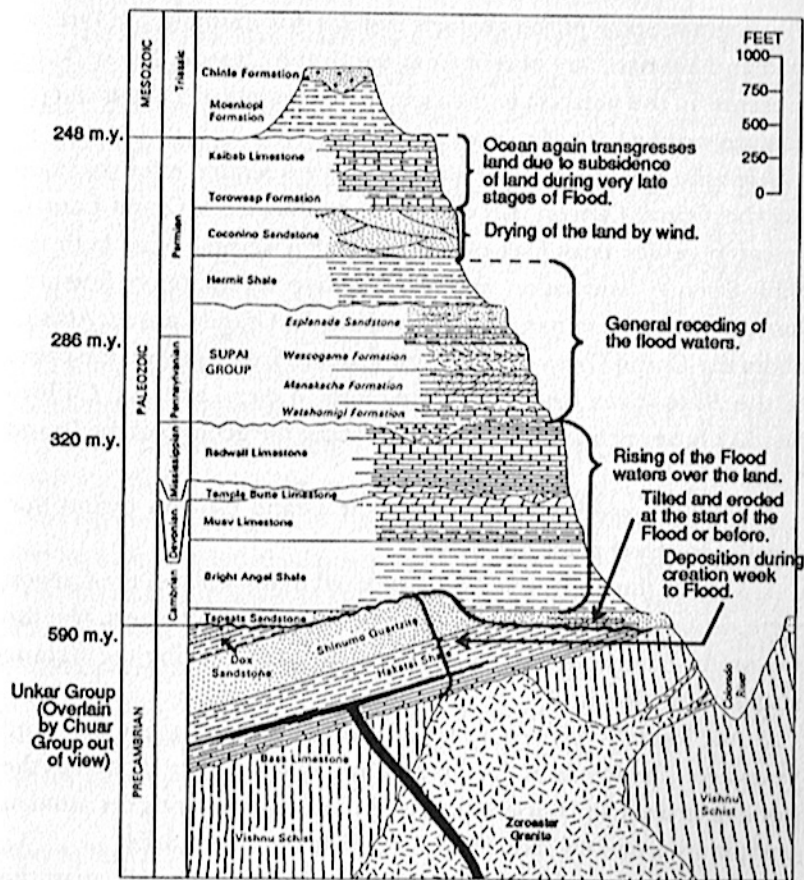 FEET
1000
750
500
250
0
MESOZOIC
Triassic
Chinle Formation
Moenkopi
Formation
248 m.y.
Kaibab Limestone
Toroweap Formation
Ocean again transgresses
land due to subsidence
of land during very late
stages of Flood.
Permian
Coconino Sandstone
Drying of the land by wind.
Hermit Shale
Esplanade Sandstone
General receding of
the flood waters.
286 m.y.
PALEOZOIC
Pennsylvanian
SUPAI
GROUP
Wescogama Formation
Manakacha Formation
Watahomigi Formation
320 m.y.
Mississippian
Redwall Limestone
Rising of the Flood
waters over the land.
Temple Butte Limestone
Tilted and eroded
at the start of the
Flood or before.
Devonian
Muav Limestone
Deposition during
creation week
to Flood.
Cambrian
Bright Angel Shale
Tapeats Sandstone
590 m.y.
Dox
Sandstone
Shinumo Quartzite
Hakatai Shale
Colorado
River
Unkar Group
(Overlain
by Chuar
Group out
of view)
PRECAMBRIAN
Bass Limestone
Vishnu Schist
Zoroaster
Granite
Vishnu
Schist